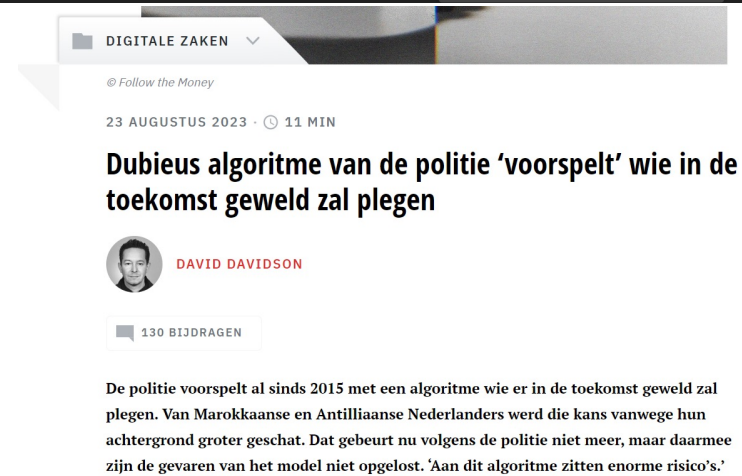 DIGITALE ZAKEN
© Follow the Money
23 AUGUSTUS 2023 · 11 MIN
Dubieus algoritme van de politie ‘voorspelt’ wie in de
toekomst geweld zal plegen
DAVID DAVIDSON
130 BIJDRAGEN
De politie voorspelt al sinds 2015 met een algoritme wie er in de toekomst geweld zal
plegen. Van Marokkaanse en Antilliaanse Nederlanders werd die kans vanwege hun
achtergrond groter geschat. Dat gebeurt nu volgens de politie niet meer, maar daarmee
zijn de gevaren van het model niet opgelost. ‘Aan dit algoritme zitten enorme risico’s.’